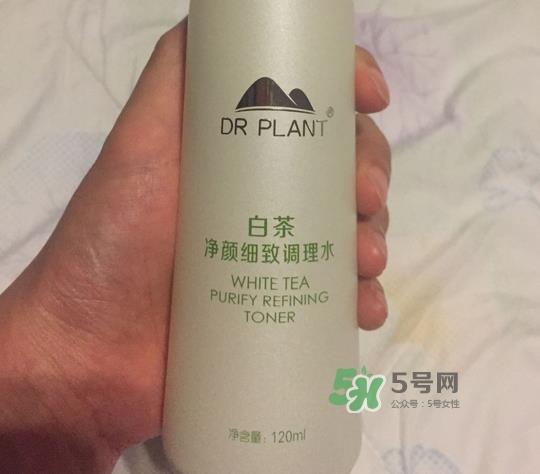 DR PLANT®
白茶
净颜细致调理水
WHITE TEA
PURIFY REFINING
TONER
净含量: 120ml
5号网
公众号：5号女性